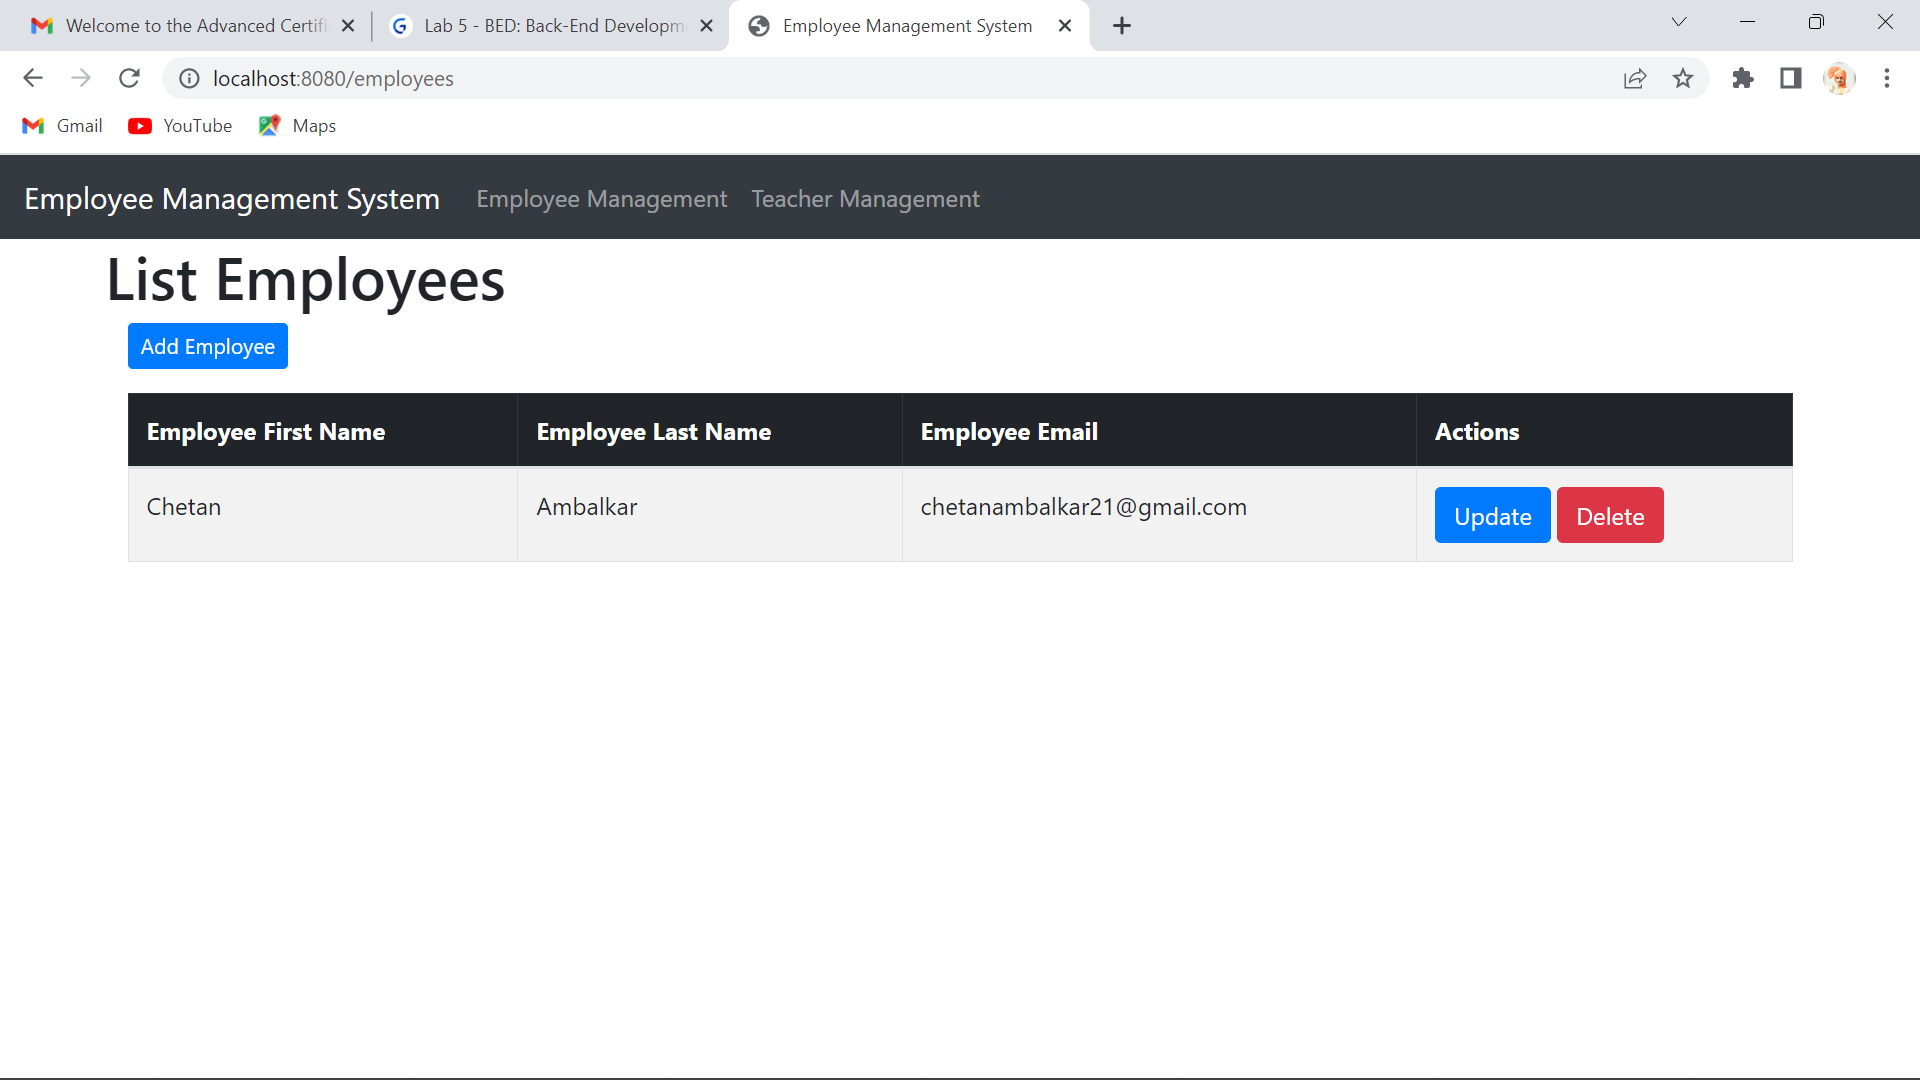 Welcome to the Advanced Certifi
Lab 5 - BED: Back-End Developm
Employee Management System
localhost:8080/employees
Gmail
YouTube
Maps
Employee Management System
Employee Management
Teacher Management
List Employees
Add Employee
Employee First Name
Employee Last Name
Employee Email
Actions
Chetan
Ambalkar
chetanambalkar21@gmail.com
Update
Delete